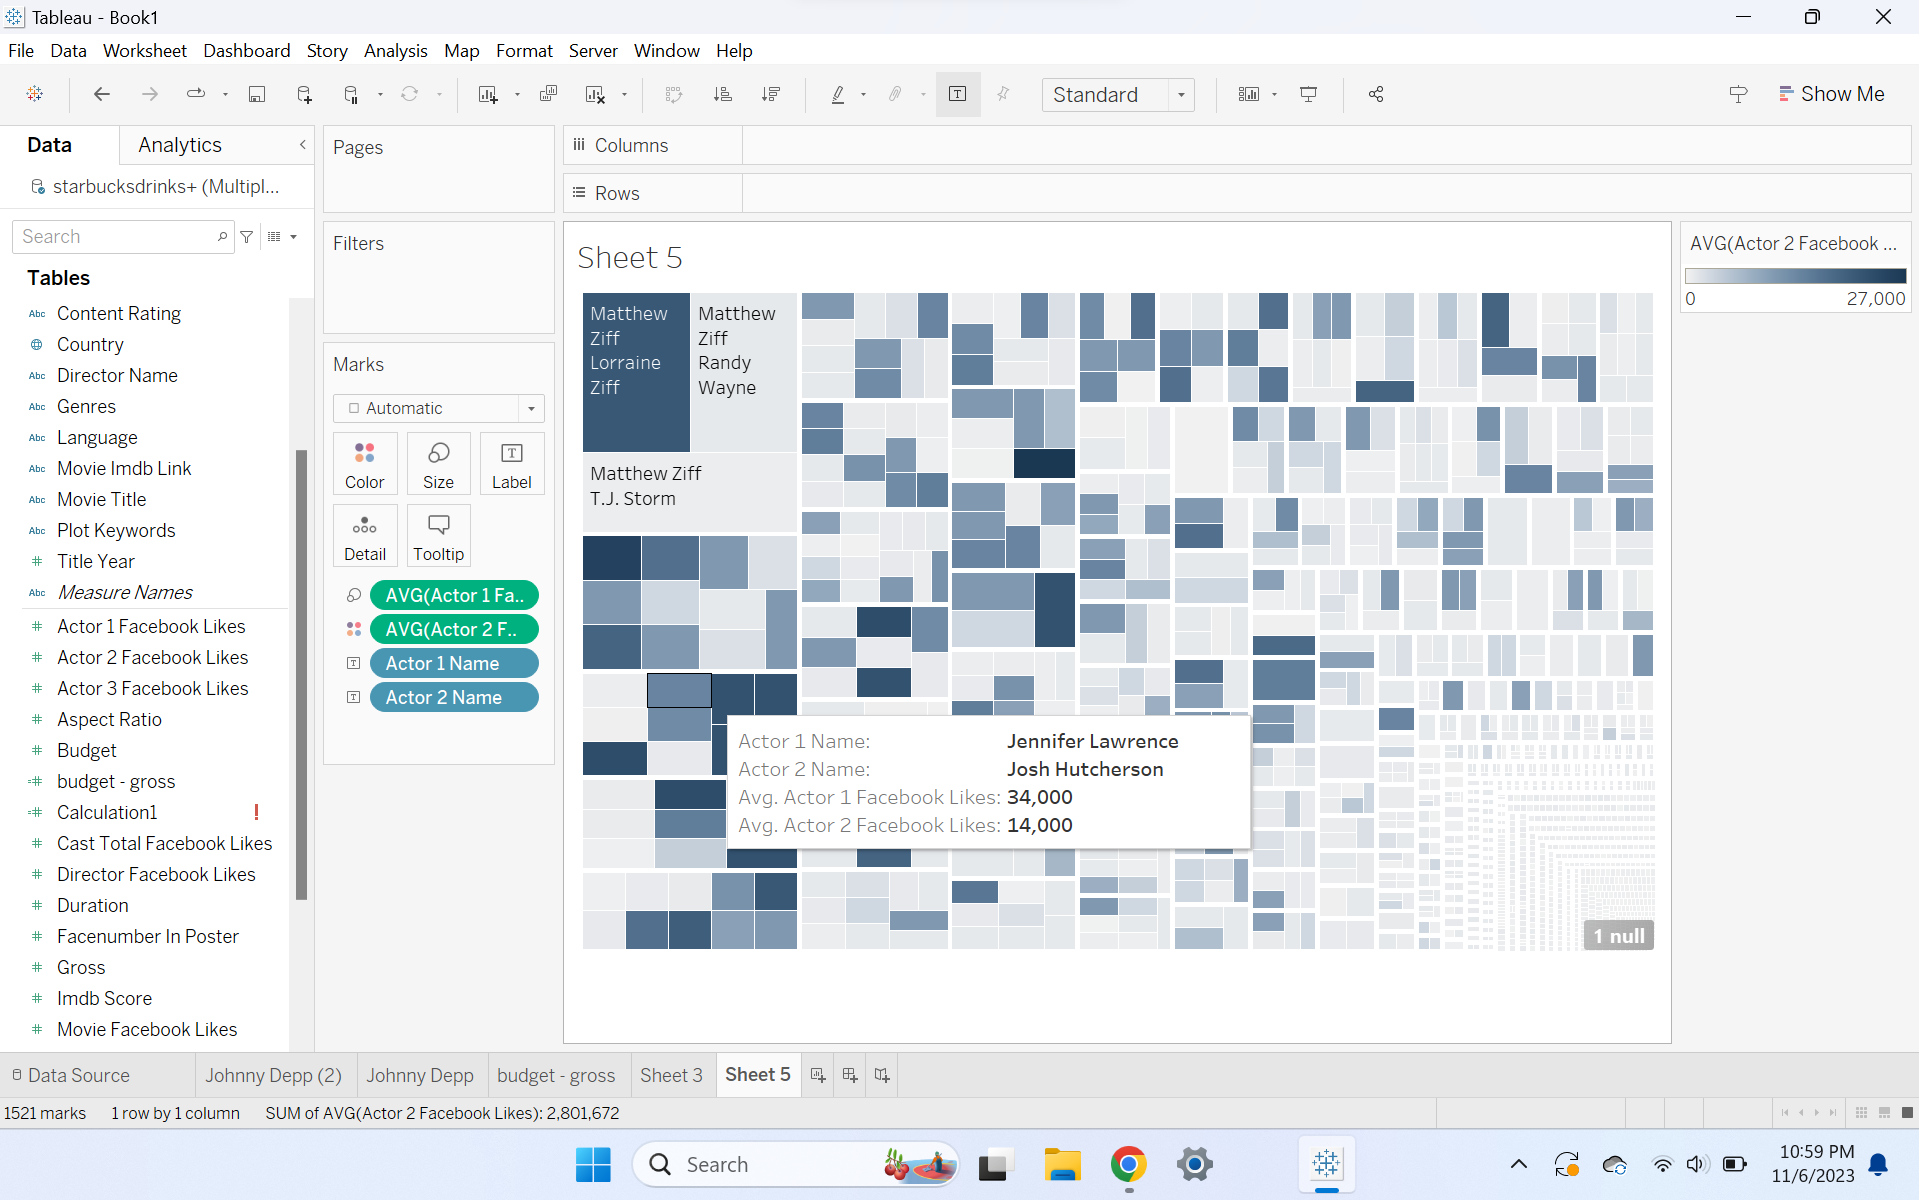 Tableau - Book1
File Data Worksheet Dashboard Story Analysis Map Format Server Window Help
Standard
Show Me
Data
Analytics
starbucksdrinks+ (Multipl...
Search
Tables
Abc Content Rating
Country
Abc Director Name
Abc Genres
Abc Language
Abc Movie Imdb Link
Abc Movie Title
Abc Plot Keywords
# Title Year
Abc Measure Names
# Actor 1 Facebook Likes
# Actor 2 Facebook Likes
# Actor 3 Facebook Likes
# Aspect Ratio
# Budget
=# budget - gross
=# Calculation1 !
# Cast Total Facebook Likes
# Director Facebook Likes
# Duration
# Facenumber In Poster
# Gross
# Imdb Score
# Movie Facebook Likes
Pages
Filters
Marks
Automatic
Color
Size
T
Label
Detail
Tooltip
AVG(Actor 1 Fa..
AVG(Actor 2 F..
T Actor 1 Name
T Actor 2 Name
Columns
Rows
Sheet 5
Matthew
Ziff
Lorraine
Ziff
Matthew
Ziff
Randy
Wayne
Matthew Ziff
T.J. Storm
Actor 1 Name: Jennifer Lawrence
Actor 2 Name: Josh Hutcherson
Avg. Actor 1 Facebook Likes: 34,000
Avg. Actor 2 Facebook Likes: 14,000
1 null
AVG(Actor 2 Facebook ...
0 27,000
Data Source
Johnny Depp (2)
Johnny Depp
budget - gross
Sheet 3
Sheet 5
1521 marks 1 row by 1 column SUM of AVG(Actor 2 Facebook Likes): 2,801,672
Search
10:59 PM
11/6/2023